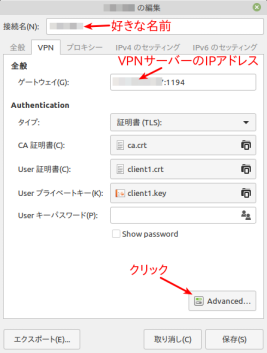 の編集
接続名(N): 好きな名前
全般 VPN プロキシー IPv4 のセッティング IPv6 のセッティング
全般 VPNサーバーのIPアドレス
ゲートウェイ(G): :1194
Authentication
タイプ: 証明書 (TLS):
CA 証明書(C): ca.crt
User 証明書(C): client1.crt
User プライベートキー(K): client1.key
User キーパスワード(P):
Show password
クリック
Advanced...
エクスポート(E)... 取り消し(C) 保存(S)